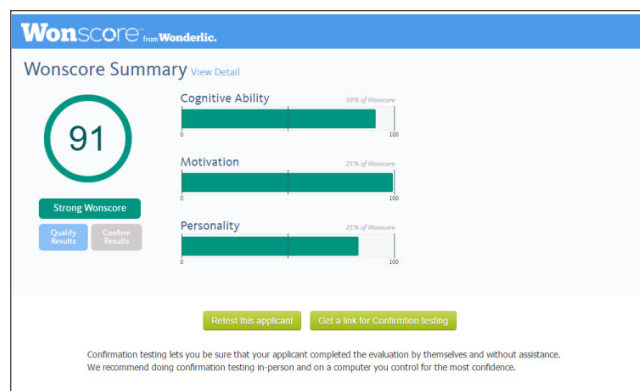 Wonscore from Wonderlic.
Wonscore Summary View Detail
91
Strong Wonscore
Qualify
Results
Confirm
Results
Cognitive Ability 59% of Wonscore
0 100
Motivation 21% of Wonscore
0 100
Personality 21% of Wonscore
0 100
Retest this applicant Get a link for Confirmtion testing
Confirmation testing lets you be sure that your applicant completed the evaluation by themselves and without assistance.
We recommend doing confirmation testing in-person and on a computer you control for the most confidence.